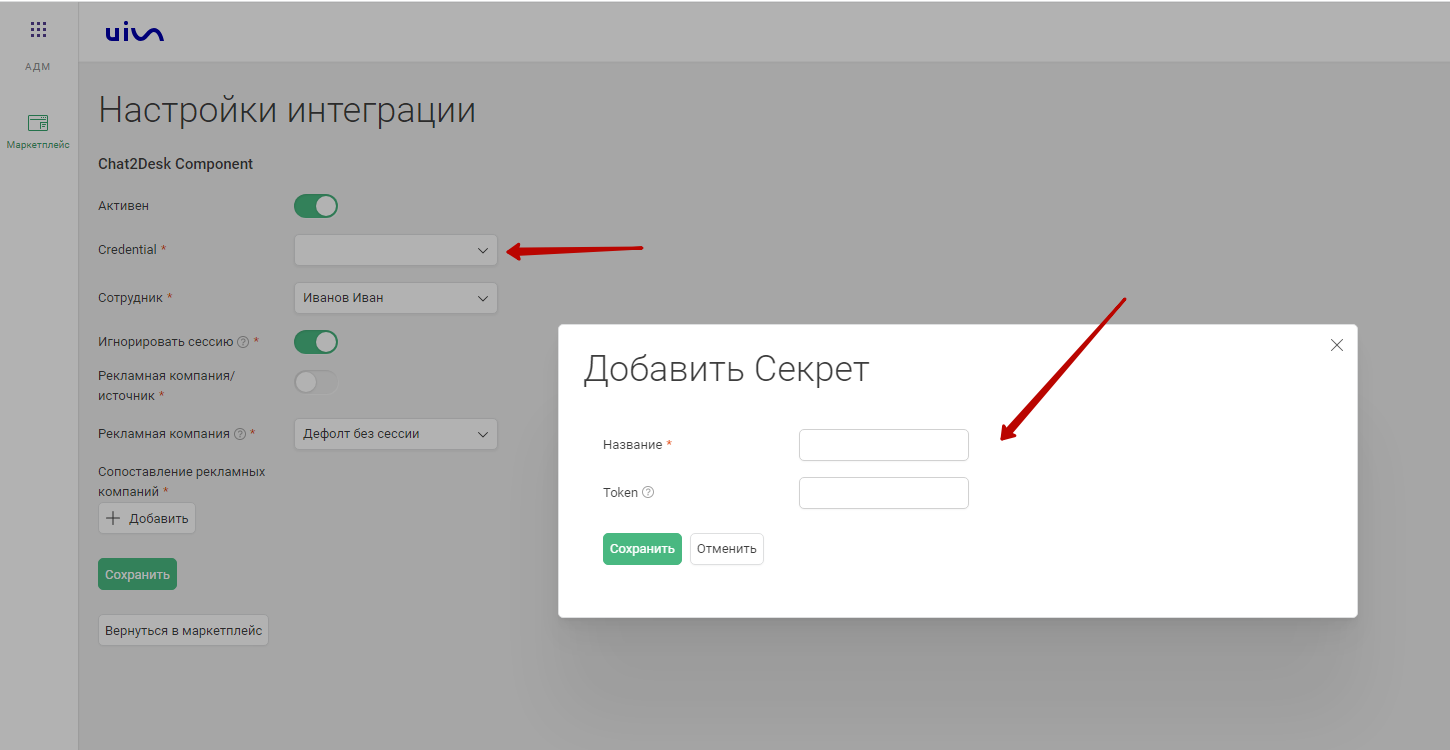 uis
АДМ
Маркетплейс
Настройки интеграции
Chat2Desk Component
Активен
Credential *
Сотрудник *
Иванов Иван
Игнорировать сессию ? *
Рекламная компания/
источник *
Рекламная компания ? *
Дефолт без сессии
Сопоставление рекламных
компаний *
+ Добавить
Сохранить
Вернуться в маркетплейс
Добавить Секрет
Название *
Token ?
Сохранить
Отменить